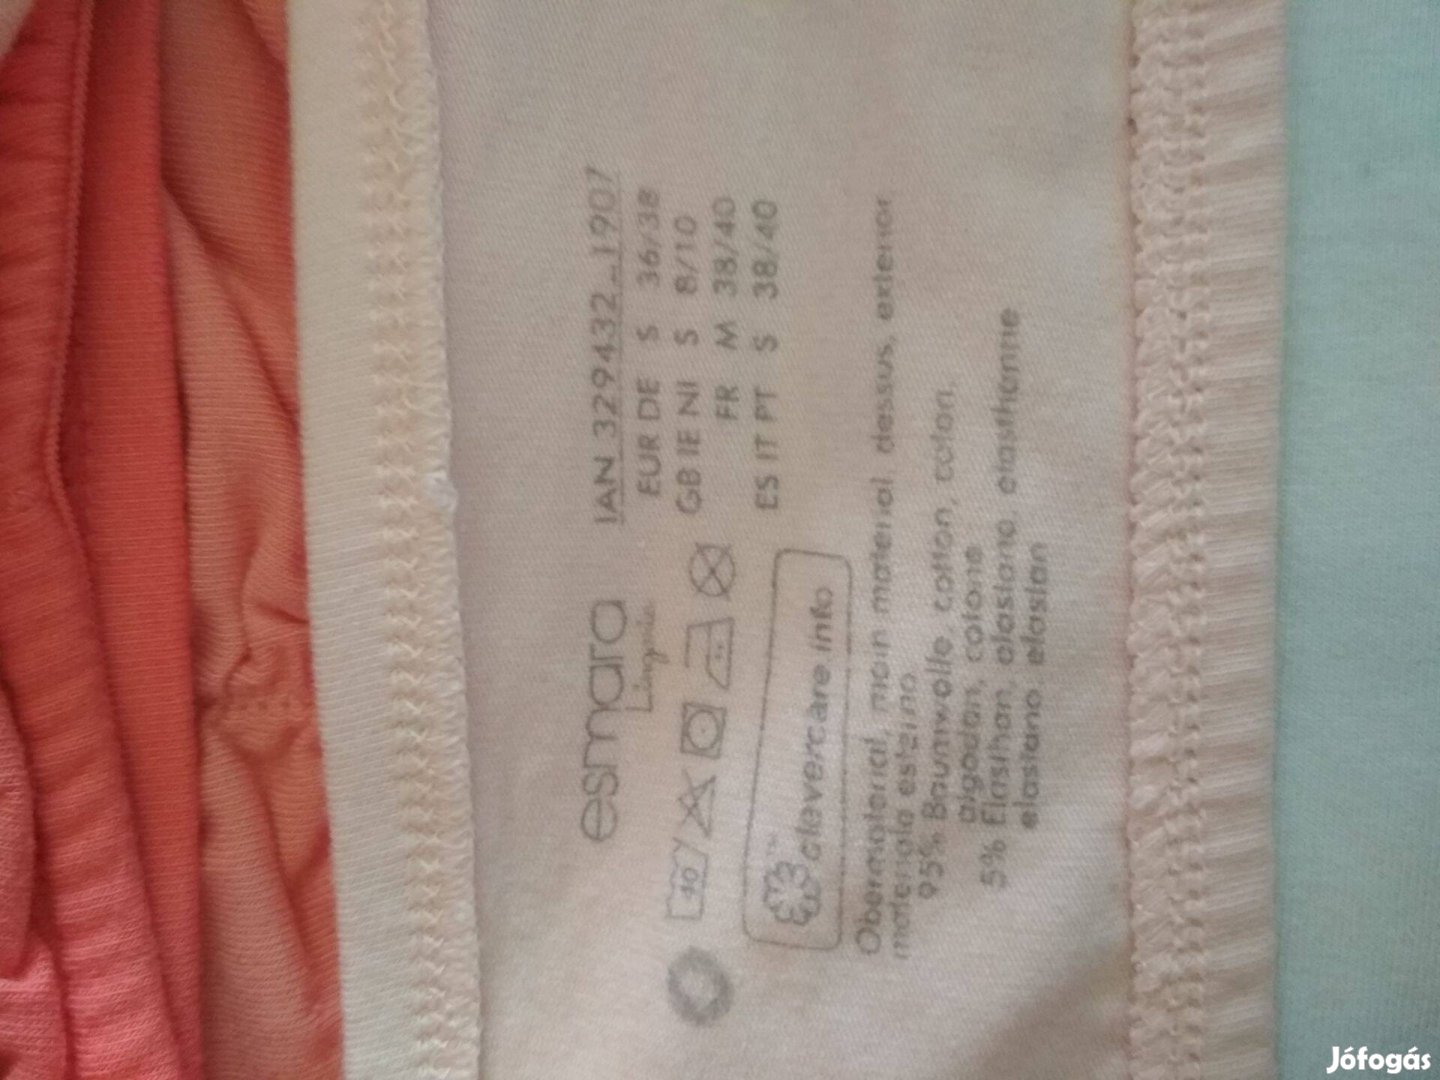 esmara
Lingerie
IAN 329432_1907
EUR DE S 36/38
GB IE NI S 8/10
FR M 38/40
ES IT PT S 38/40
40
clevercare.info
Obermaterial, main material, dessus, exterior,
materiale esterno
95% Baumwolle, cotton, coton,
algodón, cotone
5% Elasthan, elastane, élasthanne
elastano, elastan
Jófogás